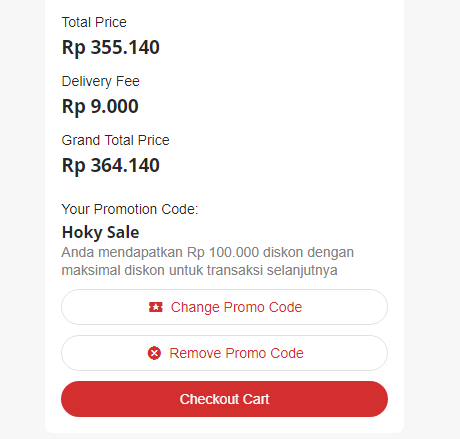 Total Price
Rp 355.140
Delivery Fee
Rp 9.000
Grand Total Price
Rp 364.140
Your Promotion Code:
Hoky Sale
Anda mendapatkan Rp 100.000 diskon dengan
maksimal diskon untuk transaksi selanjutnya
Change Promo Code
Remove Promo Code
Checkout Cart